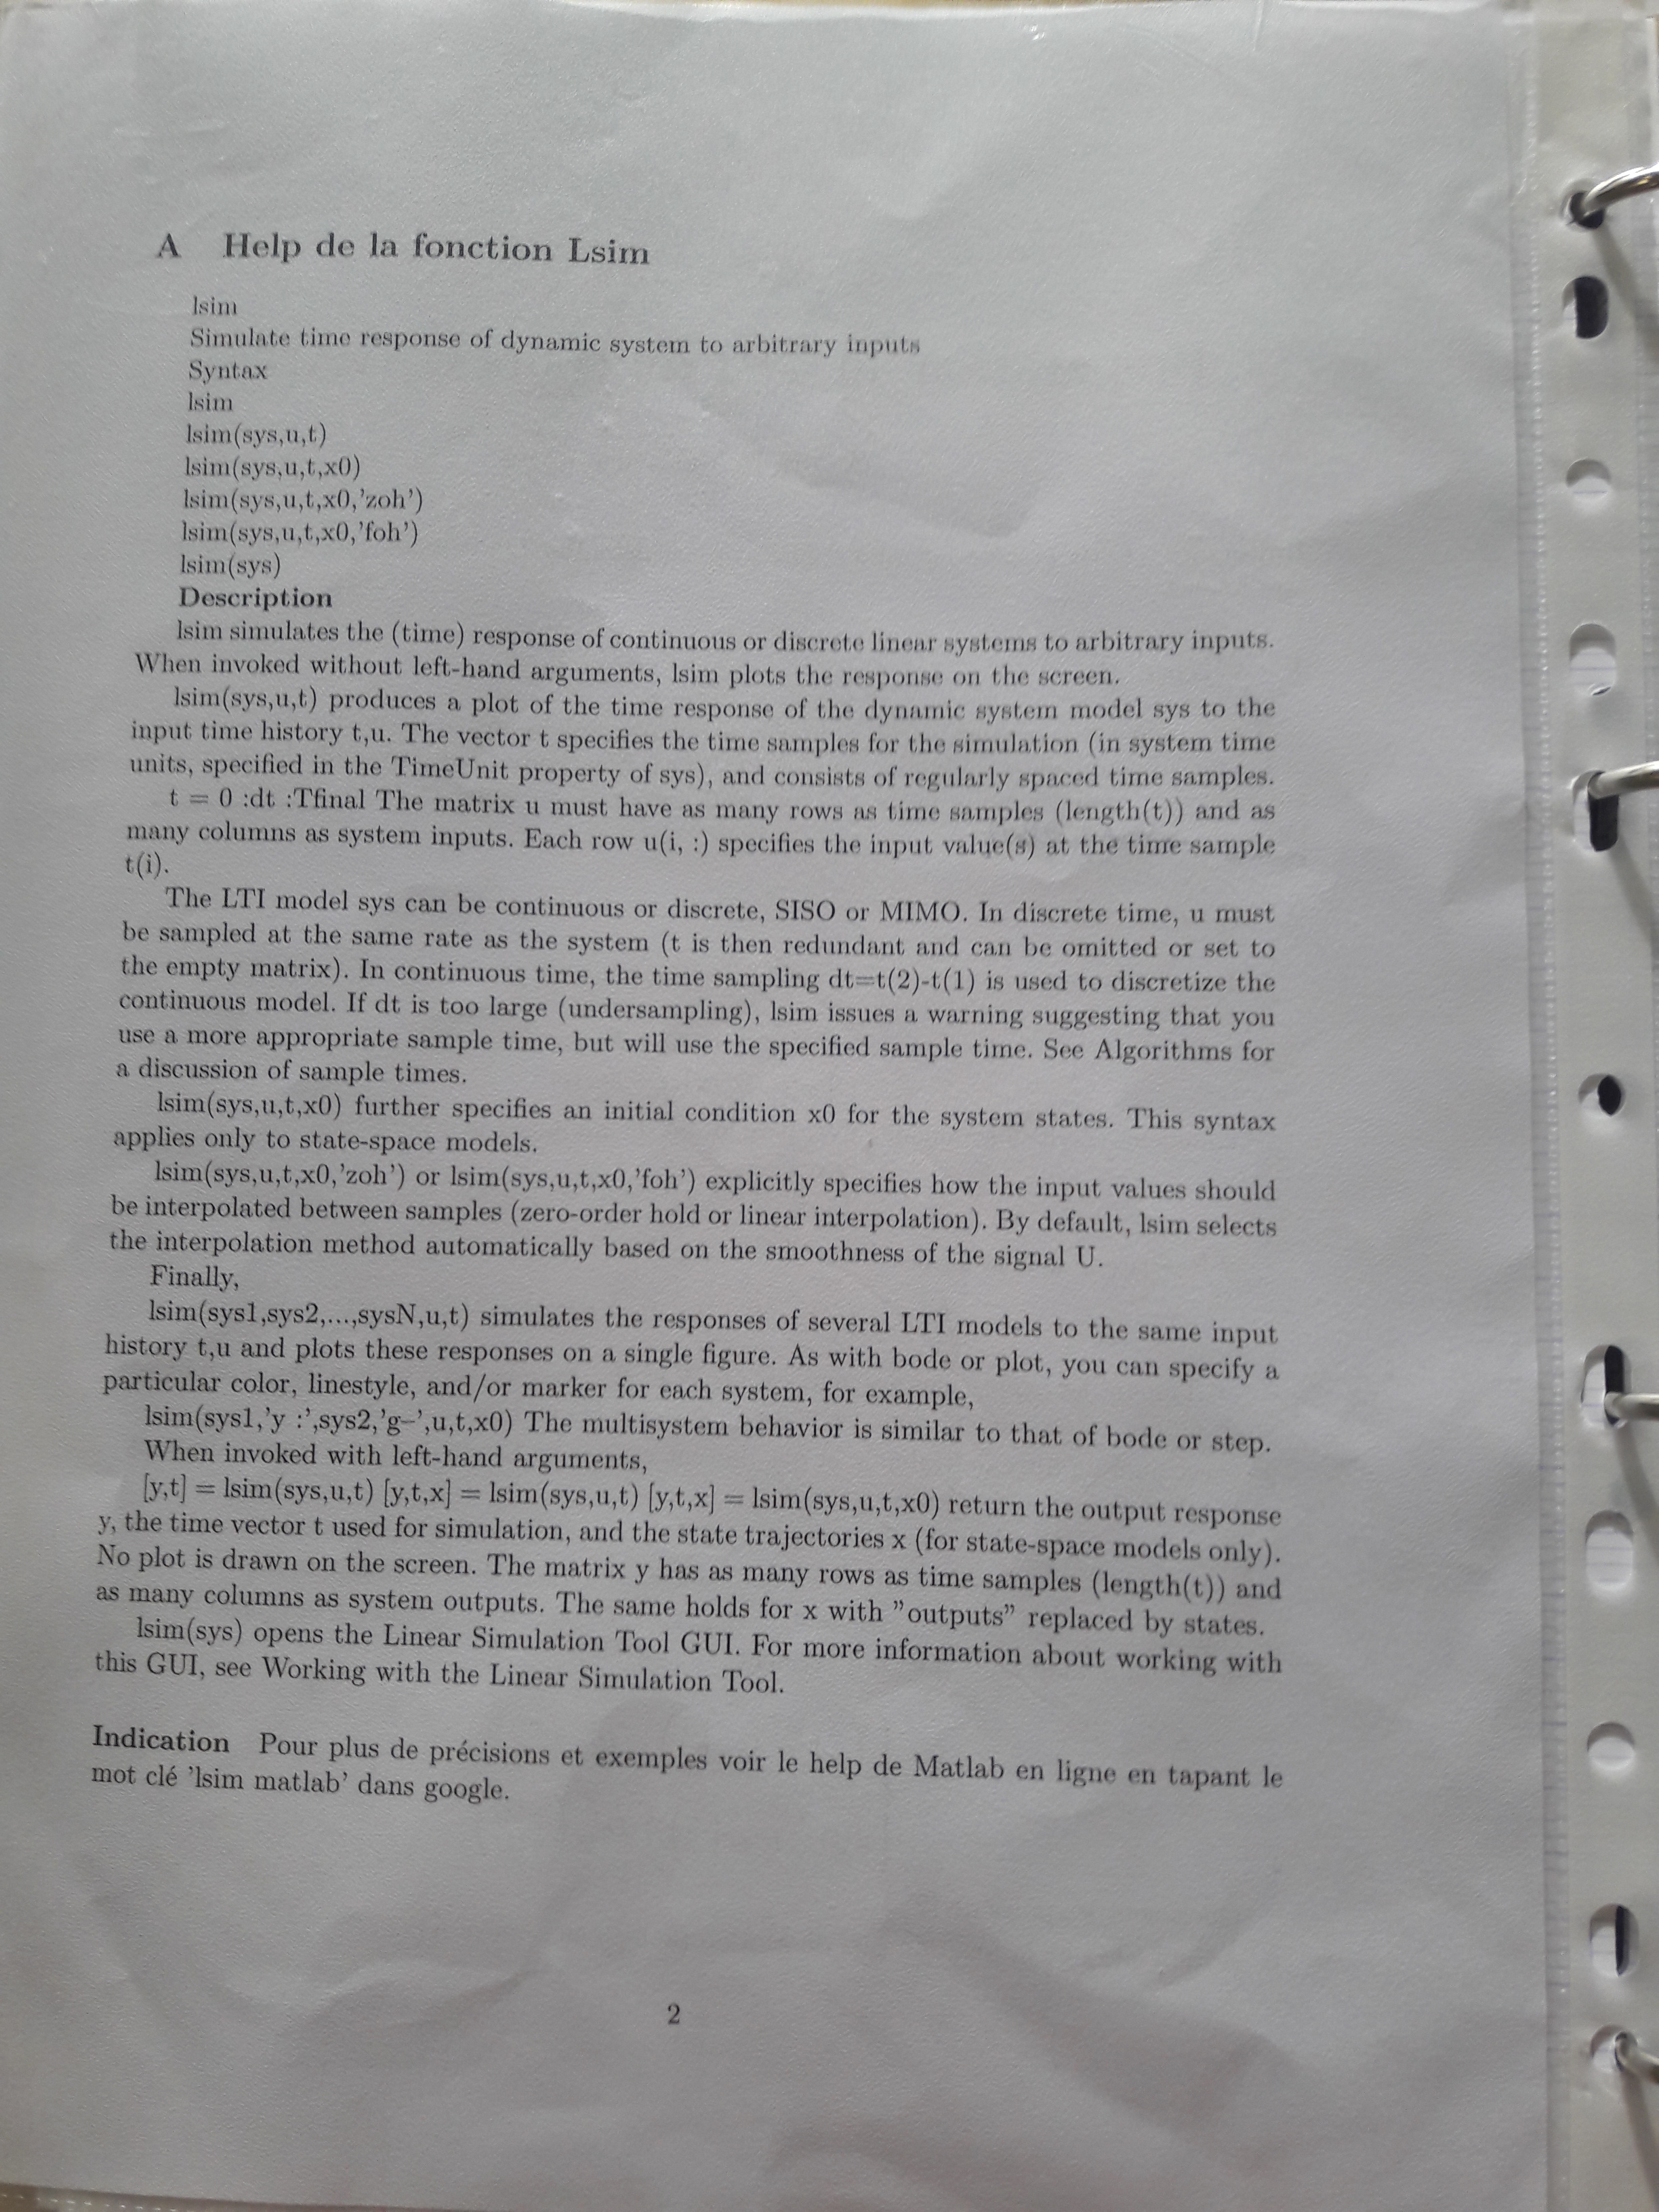 A Help de la fonction Lsim
lsim
Simulate time response of dynamic system to arbitrary inputs
Syntax
lsim
lsim(sys,u,t)
lsim(sys,u,t,x0)
lsim(sys,u,t,x0,'zoh')
lsim(sys,u,t,x0,'foh')
lsim(sys)
Description
lsim simulates the (time) response of continuous or discrete linear systems to arbitrary inputs.
When invoked without left-hand arguments, lsim plots the response on the screen.
lsim(sys,u,t) produces a plot of the time response of the dynamic system model sys to the
input time history t,u. The vector t specifies the time samples for the simulation (in system time
units, specified in the TimeUnit property of sys), and consists of regularly spaced time samples.
t = 0 :dt :Tfinal The matrix u must have as many rows as time samples (length(t)) and as
many columns as system inputs. Each row u(i, :) specifies the input value(s) at the time sample
t(i).
The LTI model sys can be continuous or discrete, SISO or MIMO. In discrete time, u must
be sampled at the same rate as the system (t is then redundant and can be omitted or set to
the empty matrix). In continuous time, the time sampling dt=t(2)-t(1) is used to discretize the
continuous model. If dt is too large (undersampling), lsim issues a warning suggesting that you
use a more appropriate sample time, but will use the specified sample time. See Algorithms for
a discussion of sample times.
lsim(sys,u,t,x0) further specifies an initial condition x0 for the system states. This syntax
applies only to state-space models.
lsim(sys,u,t,x0,'zoh') or lsim(sys,u,t,x0,'foh') explicitly specifies how the input values should
be interpolated between samples (zero-order hold or linear interpolation). By default, lsim selects
the interpolation method automatically based on the smoothness of the signal U.
Finally,
lsim(sys1,sys2,...,sysN,u,t) simulates the responses of several LTI models to the same input
history t,u and plots these responses on a single figure. As with bode or plot, you can specify a
particular color, linestyle, and/or marker for each system, for example,
lsim(sys1,'y :',sys2,'g–',u,t,x0) The multisystem behavior is similar to that of bode or step.
When invoked with left-hand arguments,
[y,t] = lsim(sys,u,t) [y,t,x] = lsim(sys,u,t) [y,t,x] = lsim(sys,u,t,x0) return the output response
y, the time vector t used for simulation, and the state trajectories x (for state-space models only).
No plot is drawn on the screen. The matrix y has as many rows as time samples (length(t)) and
as many columns as system outputs. The same holds for x with ”outputs” replaced by states.
lsim(sys) opens the Linear Simulation Tool GUI. For more information about working with
this GUI, see Working with the Linear Simulation Tool.
Indication Pour plus de précisions et exemples voir le help de Matlab en ligne en tapant le
mot clé 'lsim matlab' dans google.
2